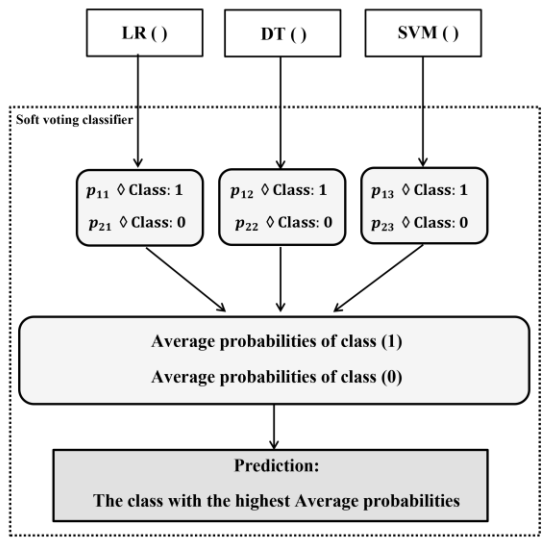 LR ( )
DT ( )
SVM ( )
Soft voting classifier
p₁₁ ◊ Class: 1
p₂₁ ◊ Class: 0
p₁₂ ◊ Class: 1
p₂₂ ◊ Class: 0
p₁₃ ◊ Class: 1
p₂₃ ◊ Class: 0
Average probabilities of class (1)
Average probabilities of class (0)
Prediction:
The class with the highest Average probabilities